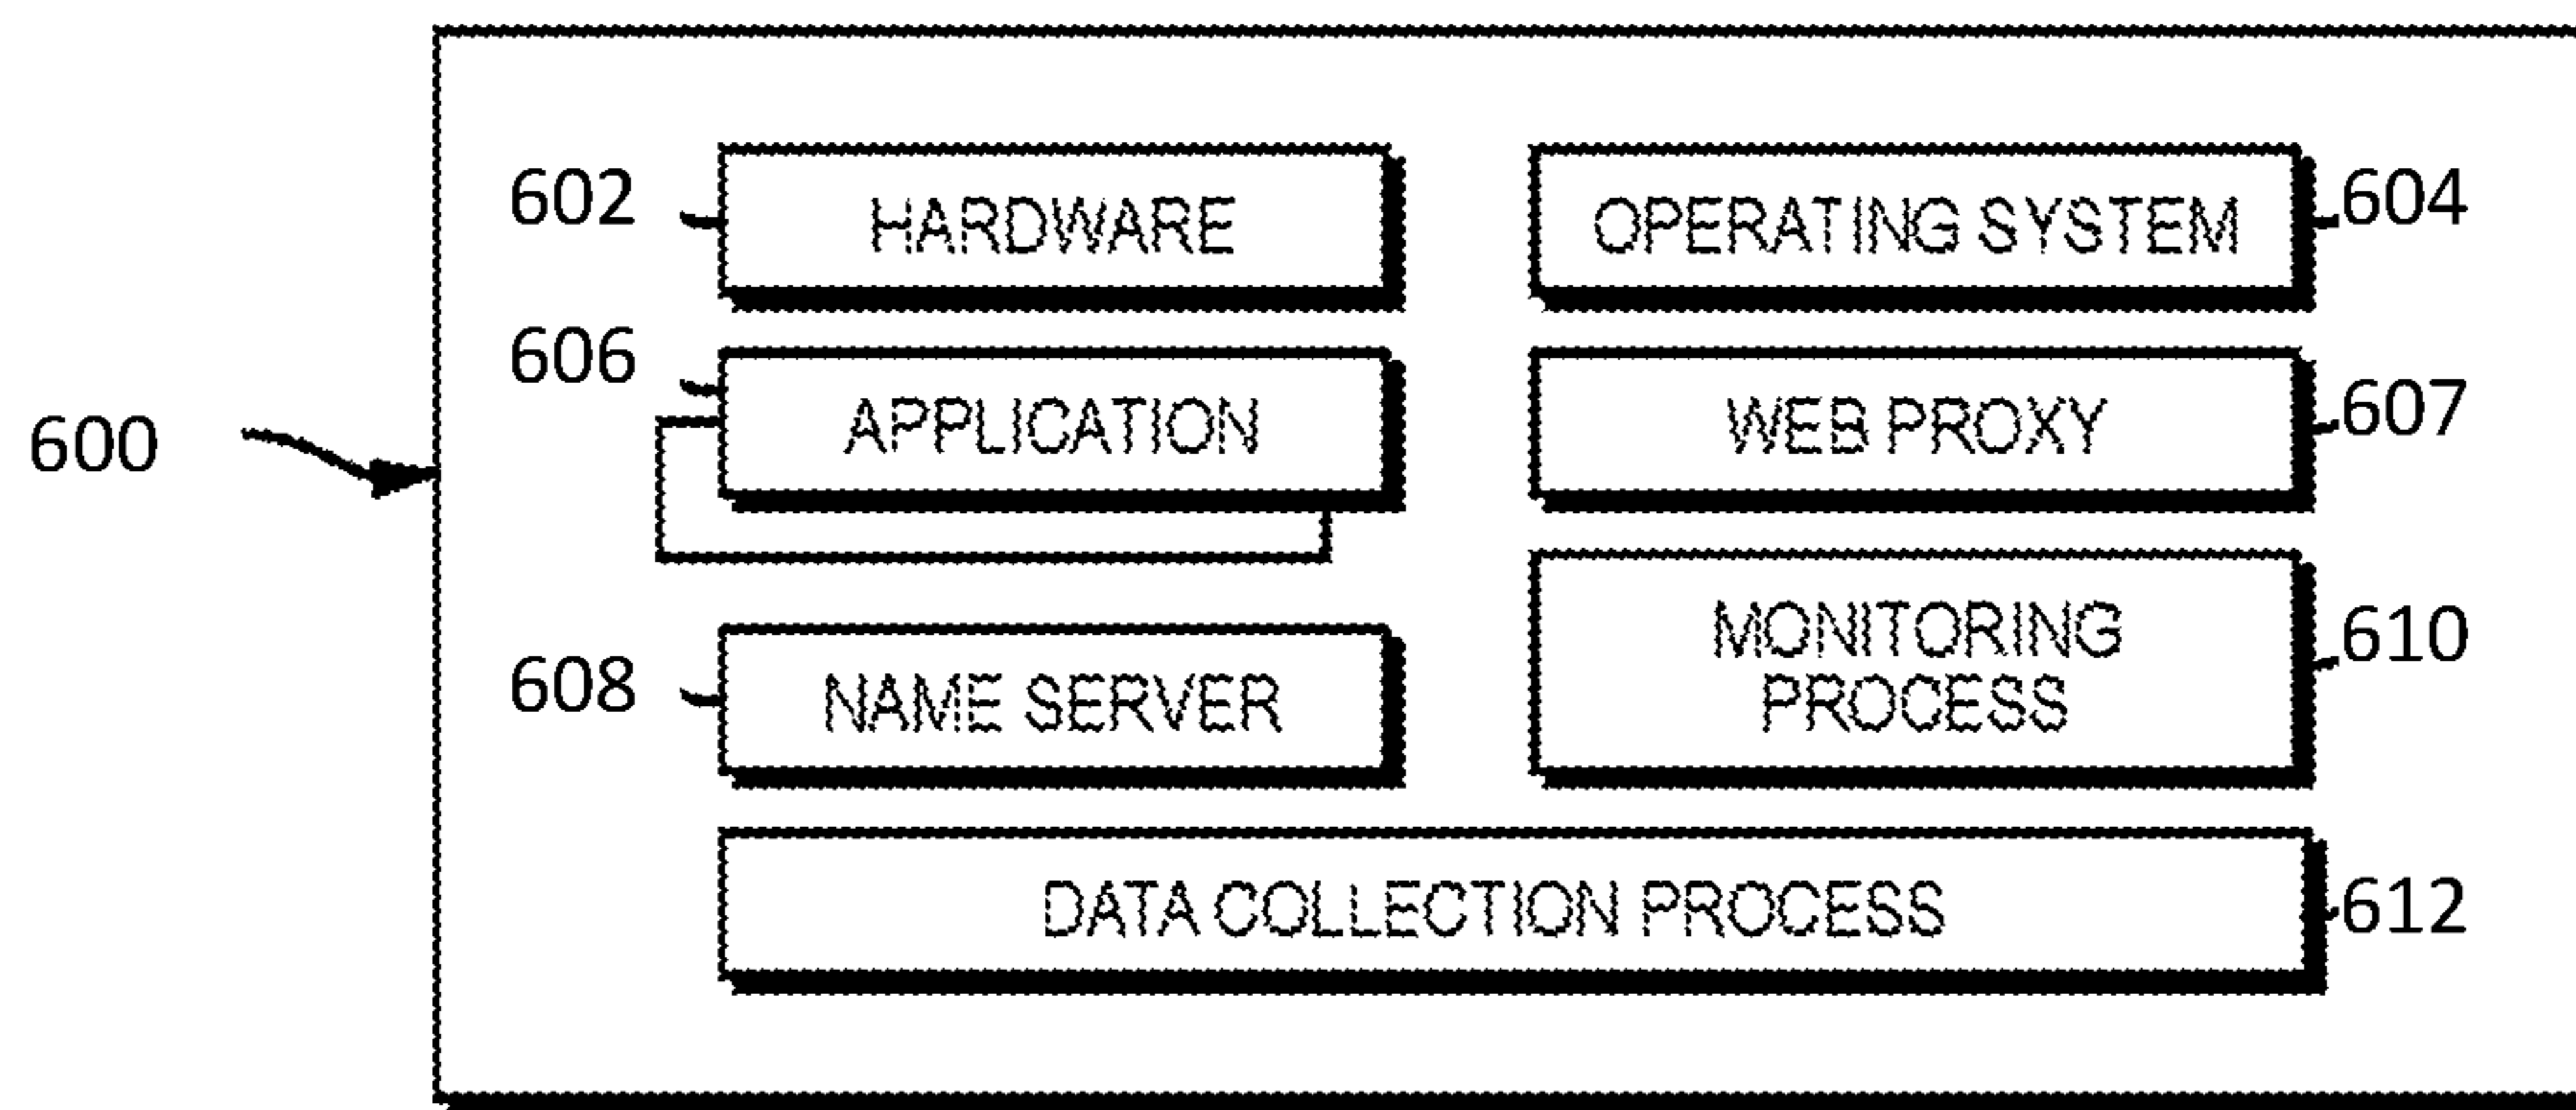 602 HARDWARE OPERATING SYSTEM 604
606 APPLICATION WEB PROXY 607
600
608 NAME SERVER MONITORING PROCESS 610
DATA COLLECTION PROCESS 612